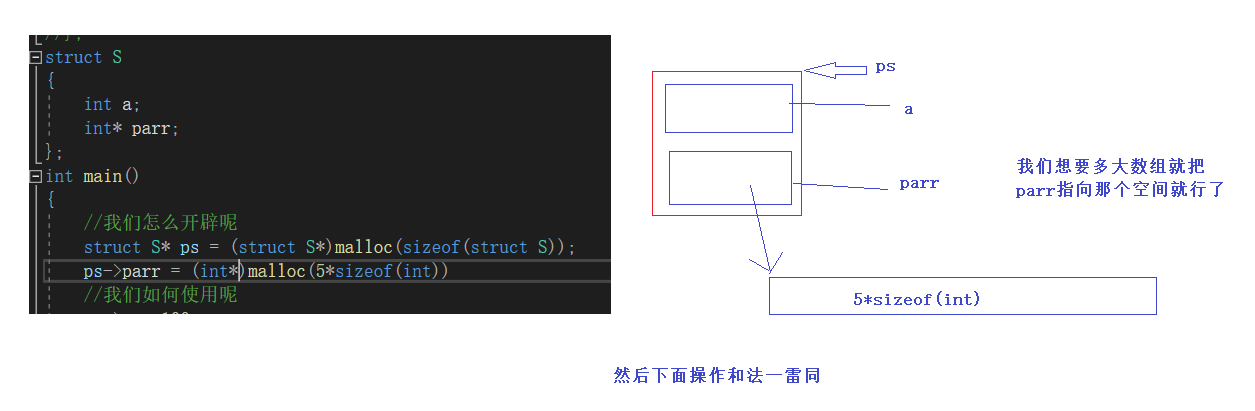 struct S
{
int a;
int* parr;
};
int main()
{
//我们怎么开辟呢
struct S* ps = (struct S*)malloc(sizeof(struct S));
ps->parr = (int*)malloc(5*sizeof(int))
//我们如何使用呢
ps
a
parr
我们想要多大数组就把
parr指向那个空间就行了
5*sizeof(int)
然后下面操作和法一雷同